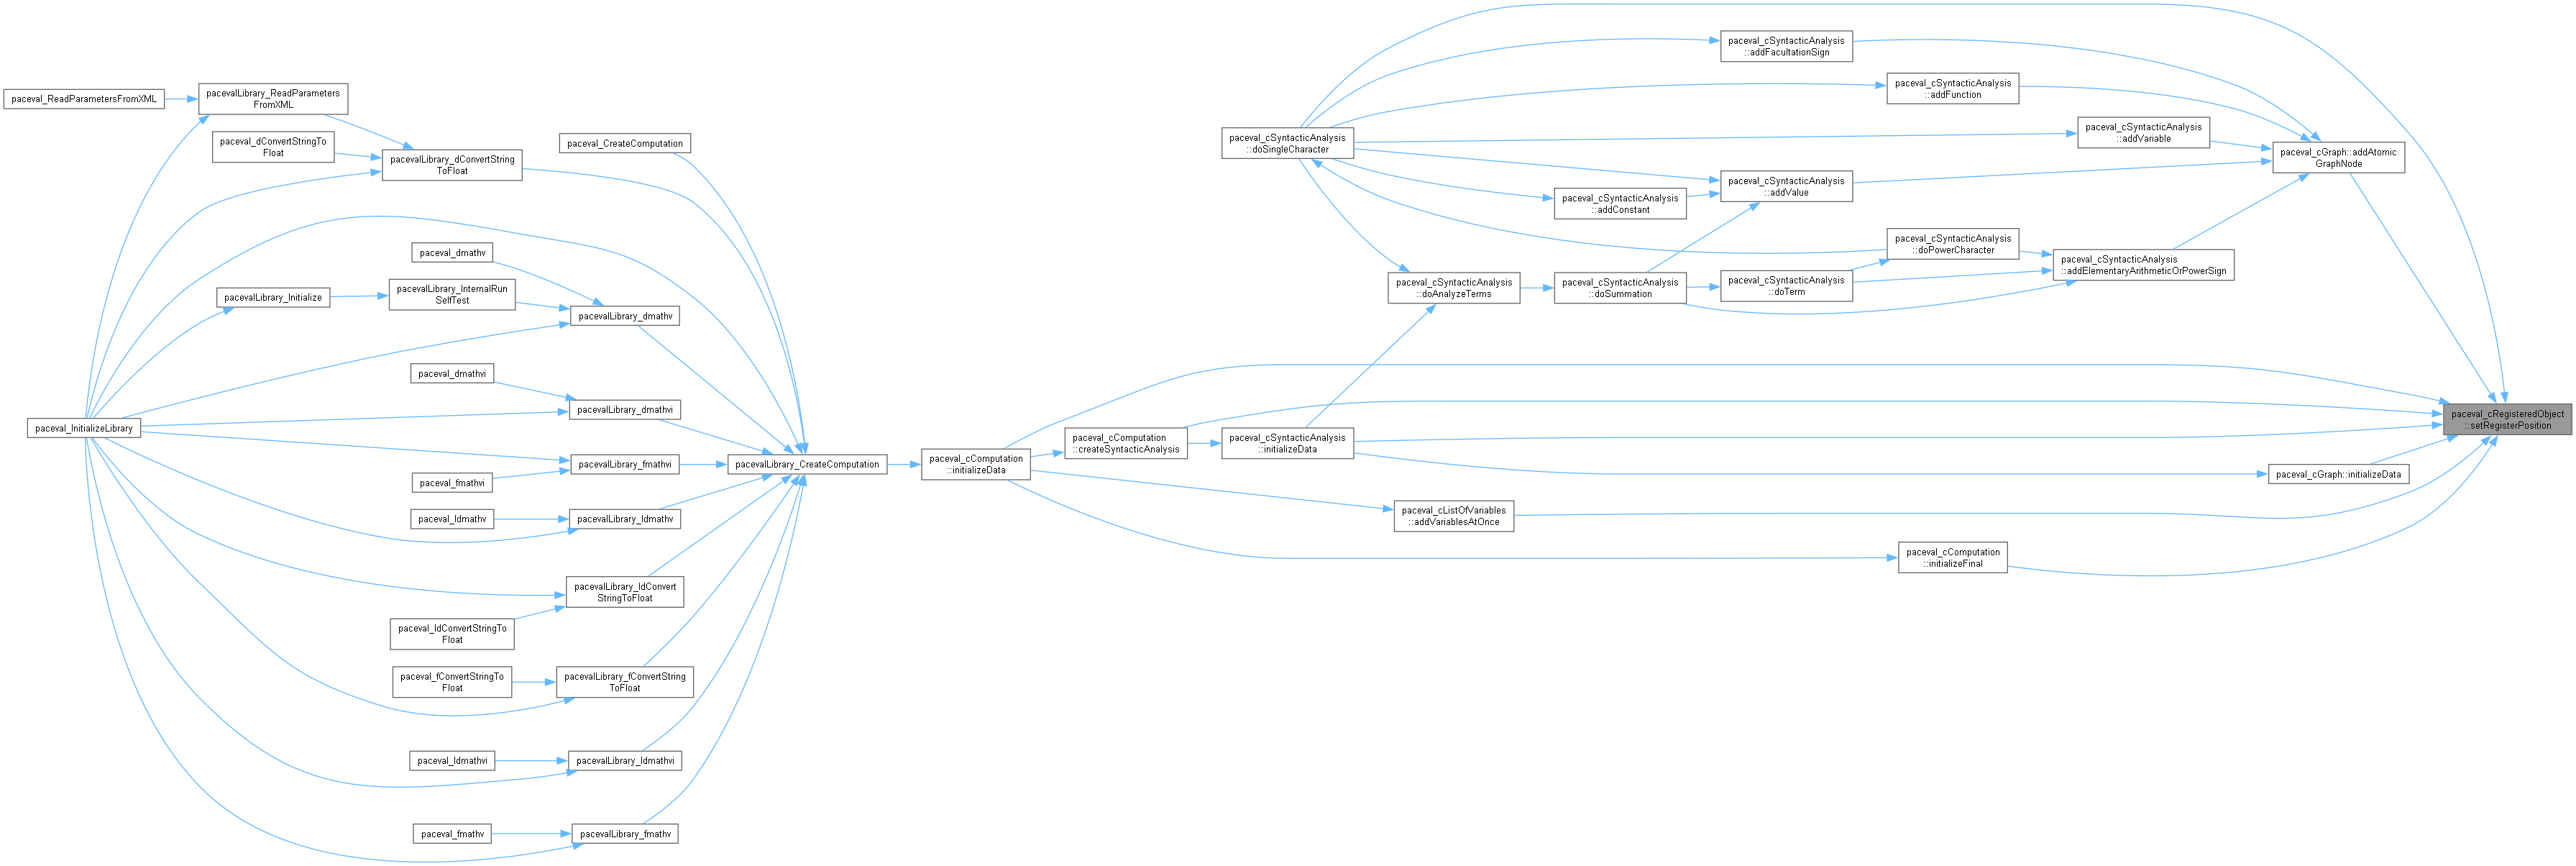 paceval_ReadParametersFromXML
pacevalLibrary_ReadParameters
FromXML
paceval_dConvertStringTo
Float
pacevalLibrary_dConvertString
ToFloat
paceval_CreateComputation
paceval_dmathv
pacevalLibrary_Initialize
pacevalLibrary_InternalRun
SelfTest
pacevalLibrary_dmathv
paceval_dmathvi
pacevalLibrary_dmathvi
paceval_InitializeLibrary
pacevalLibrary_fmathvi
paceval_fmathvi
pacevalLibrary_CreateComputation
paceval_ldmathv
pacevalLibrary_ldmathv
pacevalLibrary_ldConvert
StringToFloat
paceval_ldConvertStringTo
Float
paceval_fConvertStringTo
Float
pacevalLibrary_fConvertString
ToFloat
paceval_ldmathvi
pacevalLibrary_ldmathvi
paceval_fmathv
pacevalLibrary_fmathv
paceval_cComputation
::initializeData
paceval_cComputation
::createSyntacticAnalysis
paceval_cSyntacticAnalysis
::initializeData
paceval_cSyntacticAnalysis
::doSingleCharacter
paceval_cSyntacticAnalysis
::doAnalyzeTerms
paceval_cListOfVariables
::addVariablesAtOnce
paceval_cSyntacticAnalysis
::addConstant
paceval_cSyntacticAnalysis
::doSummation
paceval_cSyntacticAnalysis
::addFacultationSign
paceval_cSyntacticAnalysis
::addValue
paceval_cSyntacticAnalysis
::doTerm
paceval_cSyntacticAnalysis
::addFunction
paceval_cSyntacticAnalysis
::doPowerCharacter
paceval_cComputation
::initializeFinal
paceval_cSyntacticAnalysis
::addVariable
paceval_cSyntacticAnalysis
::addElementaryArithmeticOrPowerSign
paceval_cGraph::addAtomic
GraphNode
paceval_cGraph::initializeData
paceval_cRegisteredObject
::setRegisterPosition